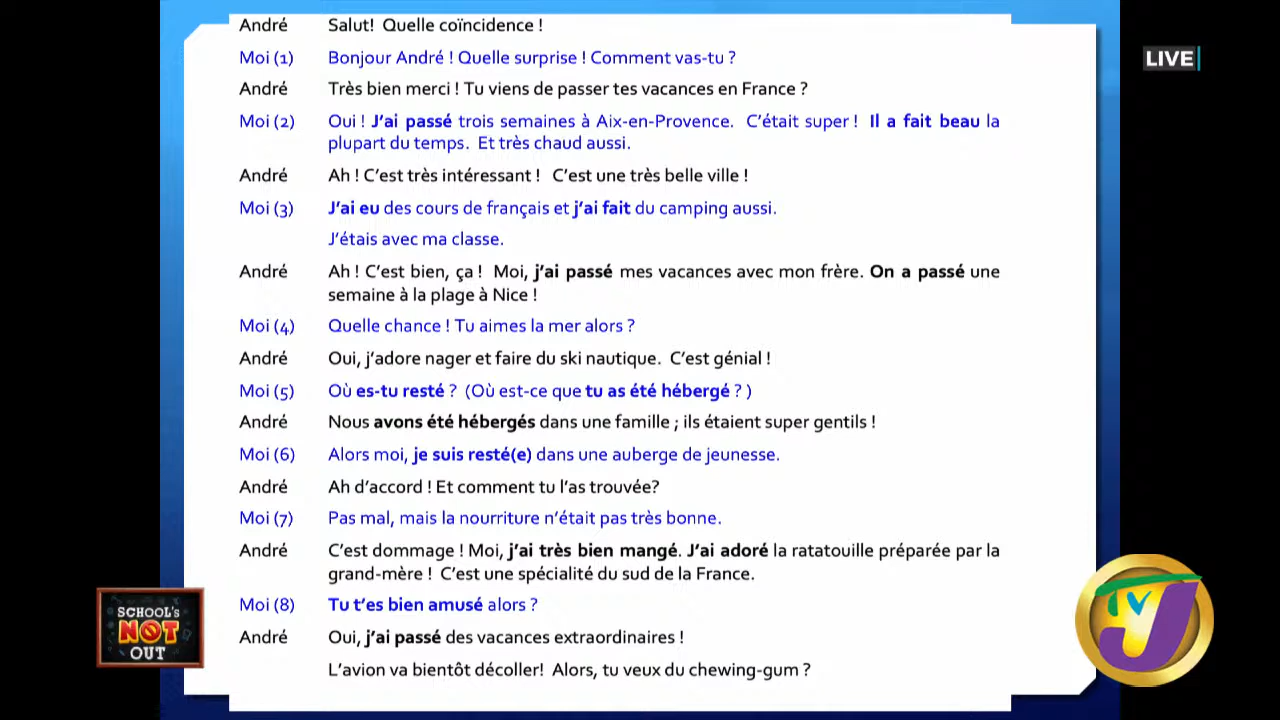 André Salut! Quelle coïncidence !
LIVE
Moi (1) Bonjour André ! Quelle surprise ! Comment vas-tu ?
André Très bien merci ! Tu viens de passer tes vacances en France ?
Moi (2) Oui ! J'ai passé trois semaines à Aix-en-Provence. C'était super ! Il a fait beau la
plupart du temps. Et très chaud aussi.
André Ah ! C'est très intéressant ! C'est une très belle ville !
Moi (3) J'ai eu des cours de français et j'ai fait du camping aussi.
J'étais avec ma classe.
André Ah ! C'est bien, ça ! Moi, j'ai passé mes vacances avec mon frère. On a passé une
semaine à la plage à Nice !
Moi (4) Quelle chance ! Tu aimes la mer alors ?
André Oui, j'adore nager et faire du ski nautique. C'est génial !
Moi (5) Où es-tu resté ? (Où est-ce que tu as été hébergé ? )
André Nous avons été hébergés dans une famille ; ils étaient super gentils !
Moi (6) Alors moi, je suis resté(e) dans une auberge de jeunesse.
André Ah d'accord ! Et comment tu l'as trouvée?
Moi (7) Pas mal, mais la nourriture n'était pas très bonne.
André C'est dommage ! Moi, j'ai très bien mangé. J'ai adoré la ratatouille préparée par la
grand-mère ! C'est une spécialité du sud de la France.
Moi (8) Tu t'es bien amusé alors ?
André Oui, j'ai passé des vacances extraordinaires !
L'avion va bientôt décoller! Alors, tu veux du chewing-gum ?
SCHOOL's
NOT
OUT
TVJ